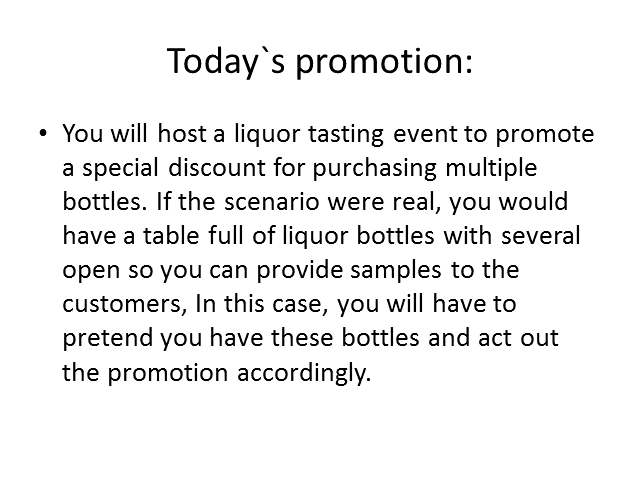 Today`s promotion:
• You will host a liquor tasting event to promote
a special discount for purchasing multiple
bottles. If the scenario were real, you would
have a table full of liquor bottles with several
open so you can provide samples to the
customers, In this case, you will have to
pretend you have these bottles and act out
the promotion accordingly.